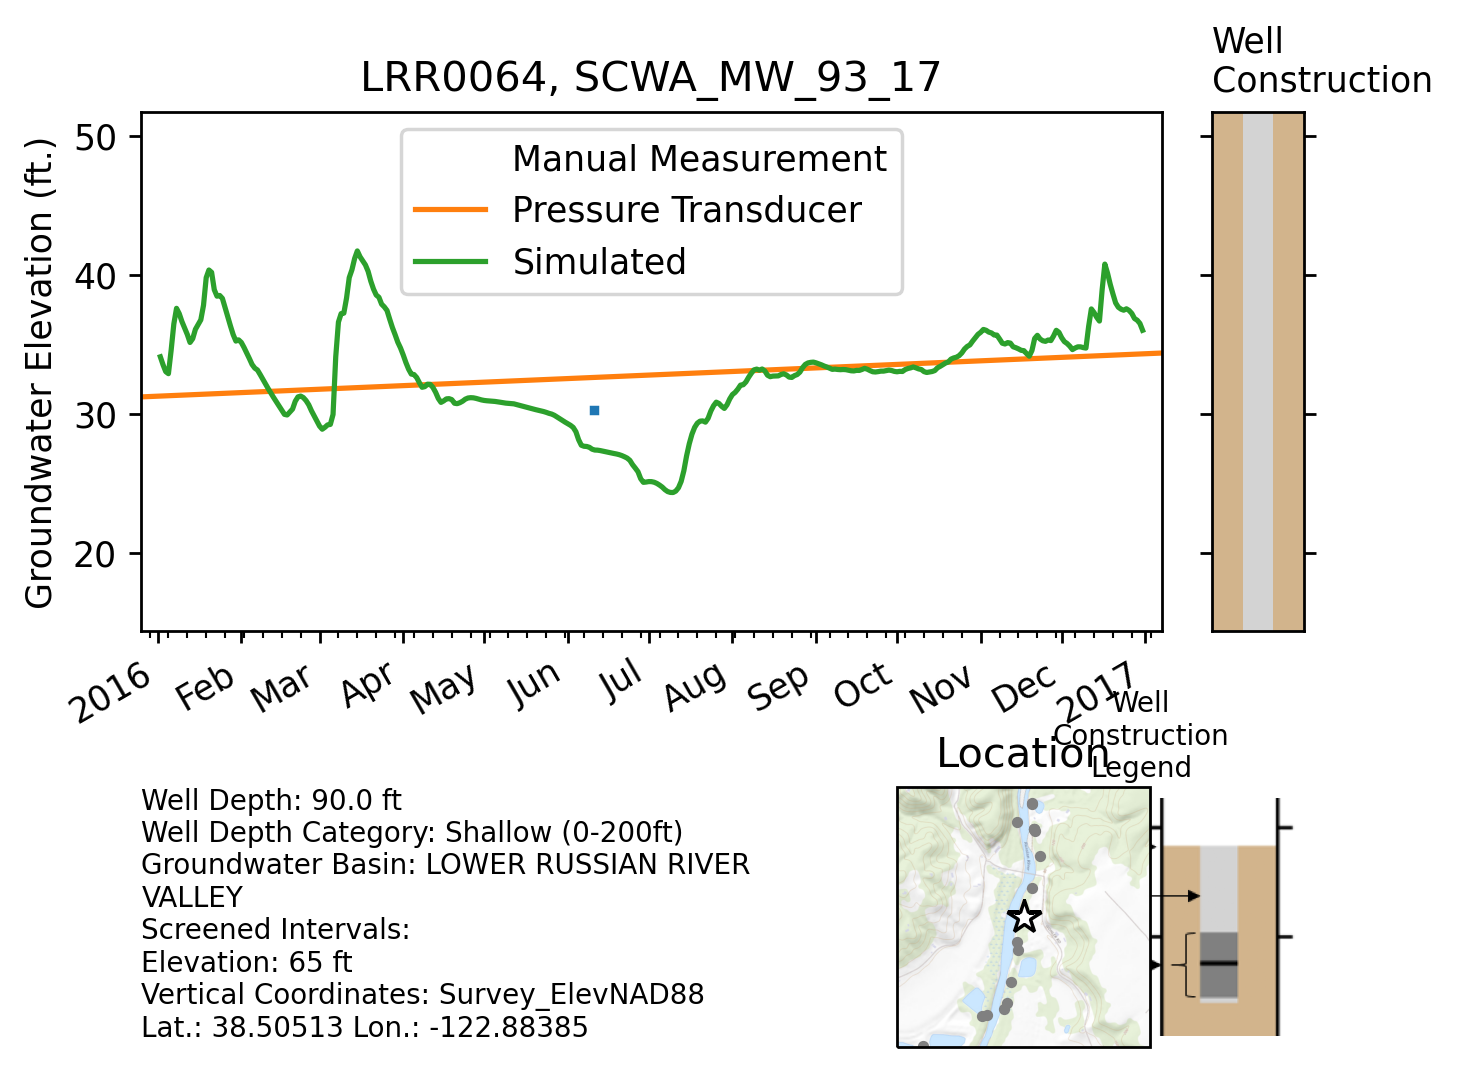 Well
Construction
LRR0064, SCWA_MW_93_17
Groundwater Elevation (ft.)
50
40
30
20
Manual Measurement
Pressure Transducer
Simulated
2016
Feb
Mar
Apr
May
Jun
Jul
Aug
Sep
Oct
Nov
Dec
2017
Well Depth: 90.0 ft
Well Depth Category: Shallow (0-200ft)
Groundwater Basin: LOWER RUSSIAN RIVER
VALLEY
Screened Intervals:
Elevation: 65 ft
Vertical Coordinates: Survey_ElevNAD88
Lat.: 38.50513 Lon.: -122.88385
Location
Well
Construction
Legend